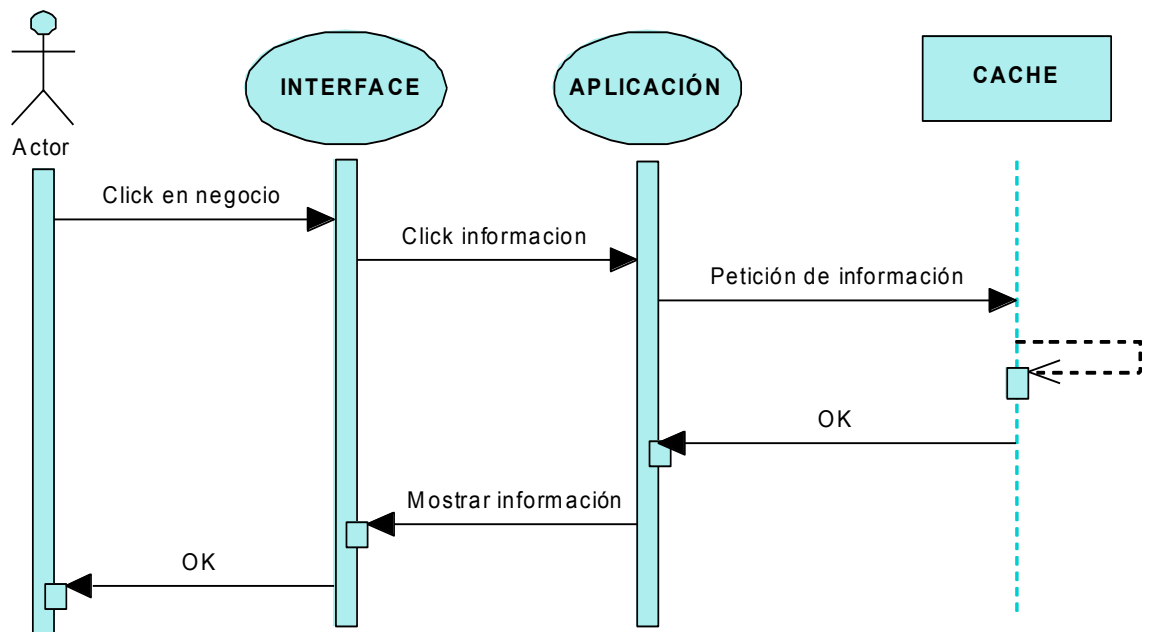 INTERFACE
APLICACIÓN
CACHE
Actor
Click en negocio
Click informacion
Petición de información
OK
Mostrar información
OK